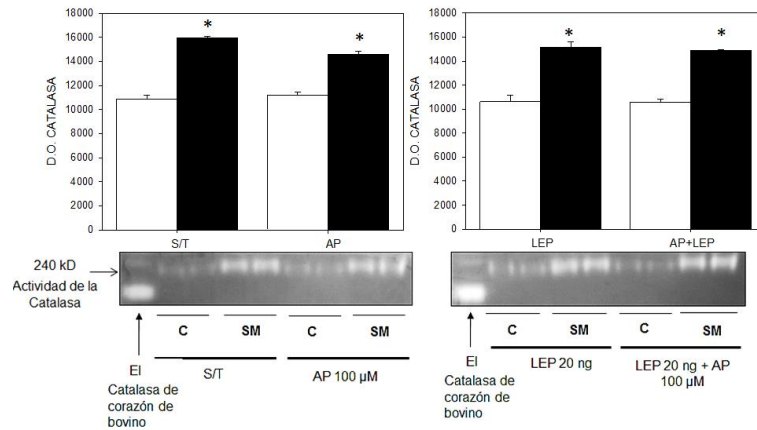 18000
16000
14000
12000
10000
8000
6000
4000
2000
0
D.O. CATALASA
*
*
S/T
AP
18000
16000
14000
12000
10000
8000
6000
4000
2000
0
D.O. CATALASA
*
*
LEP
AP+LEP
240 kD
Actividad de la
Catalasa
C
SM
C
SM
S/T
AP 100 µM
EI
Catalasa de
corazón de
bovino
C
SM
C
SM
LEP 20 ng
LEP 20 ng + AP
100 µM
EI
Catalasa de
corazón de
bovino